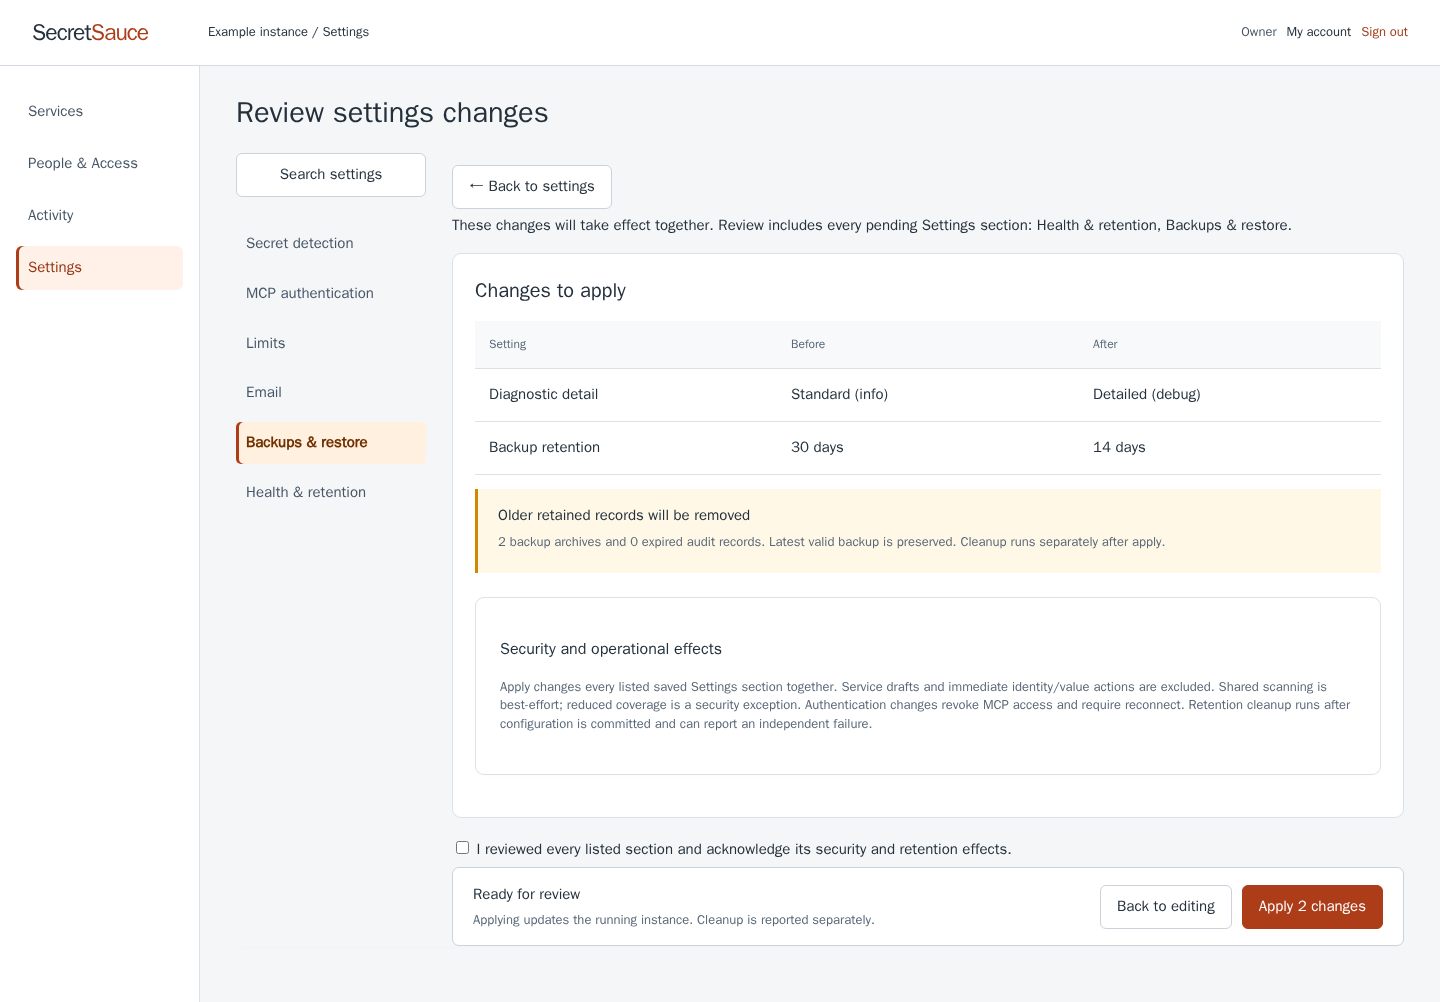 SecretSauce
Example instance / Settings
Owner My account Sign out
Services
People & Access
Activity
Settings
Review settings changes
Search settings
Secret detection
MCP authentication
Limits
Email
Backups & restore
Health & retention
← Back to settings
These changes will take effect together. Review includes every pending Settings section: Health & retention, Backups & restore.
Changes to apply
Setting Before After
Diagnostic detail Standard (info) Detailed (debug)
Backup retention 30 days 14 days
Older retained records will be removed
2 backup archives and 0 expired audit records. Latest valid backup is preserved. Cleanup runs separately after apply.
Security and operational effects
Apply changes every listed saved Settings section together. Service drafts and immediate identity/value actions are excluded. Shared scanning is
best-effort; reduced coverage is a security exception. Authentication changes revoke MCP access and require reconnect. Retention cleanup runs after
configuration is committed and can report an independent failure.
I reviewed every listed section and acknowledge its security and retention effects.
Ready for review
Applying updates the running instance. Cleanup is reported separately.
Back to editing
Apply 2 changes